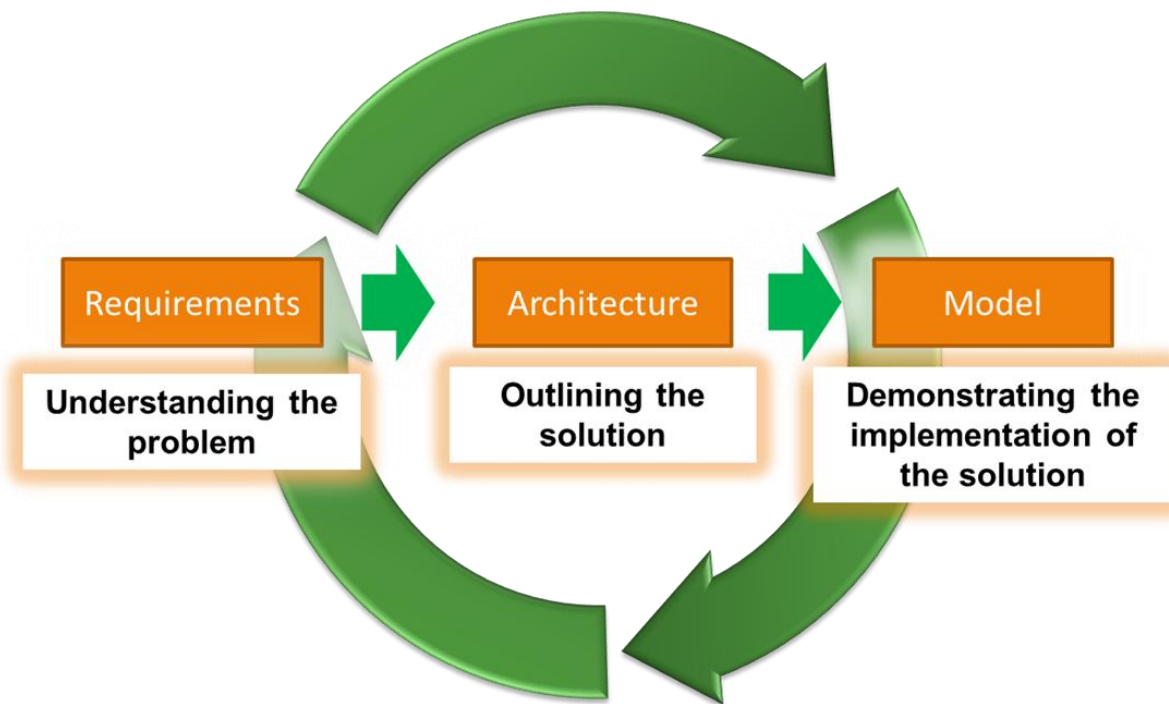 Requirements
Architecture
Model
Understanding the
problem
Outlining the
solution
Demonstrating the
implementation of
the solution